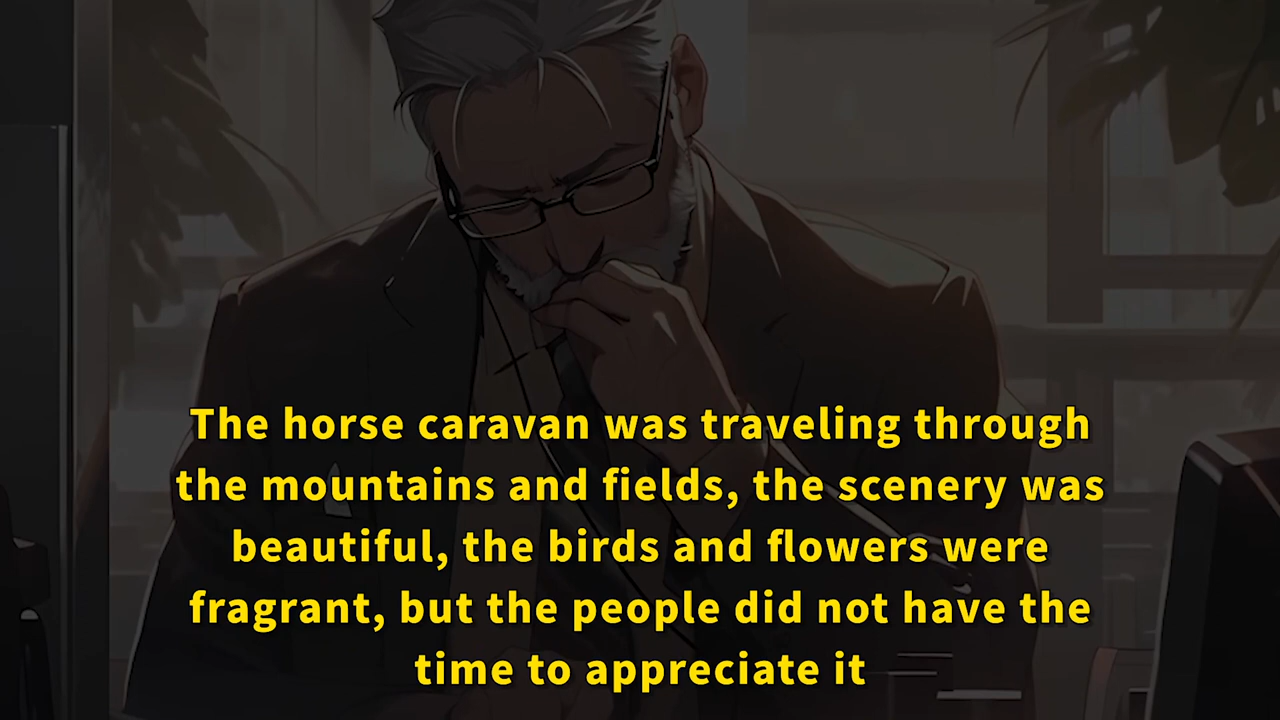 The horse caravan was traveling through
the mountains and fields, the scenery was
beautiful, the birds and flowers were
fragrant, but the people did not have the
time to appreciate it